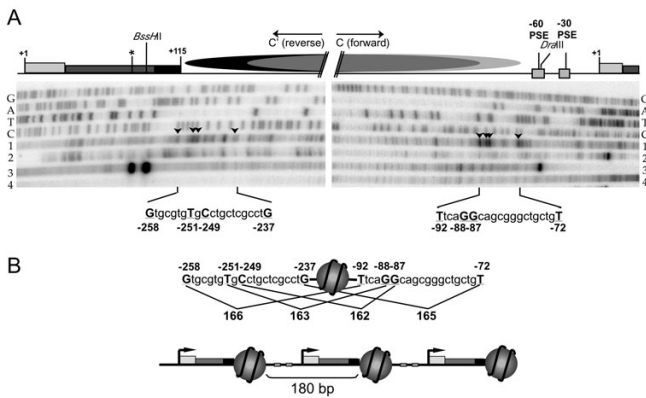 A
-60 -30
BssHII C' (reverse) C (forward) PSE PSE
+1 * +115 DraIII +1
G G
A A
T T
C C
1 1
2 2
3 3
4 4
GtgcgtgTgCctgctcgcctG TtcaGGcagcgggctgctgT
-258 -251-249 -237 -92 -88-87 -72
B
-258 -251-249 -237 -92 -88-87 -72
GtgcgtgTgCctgctcgcctG TtcaGGcagcgggctgctgT
166 163 162 165
180 bp